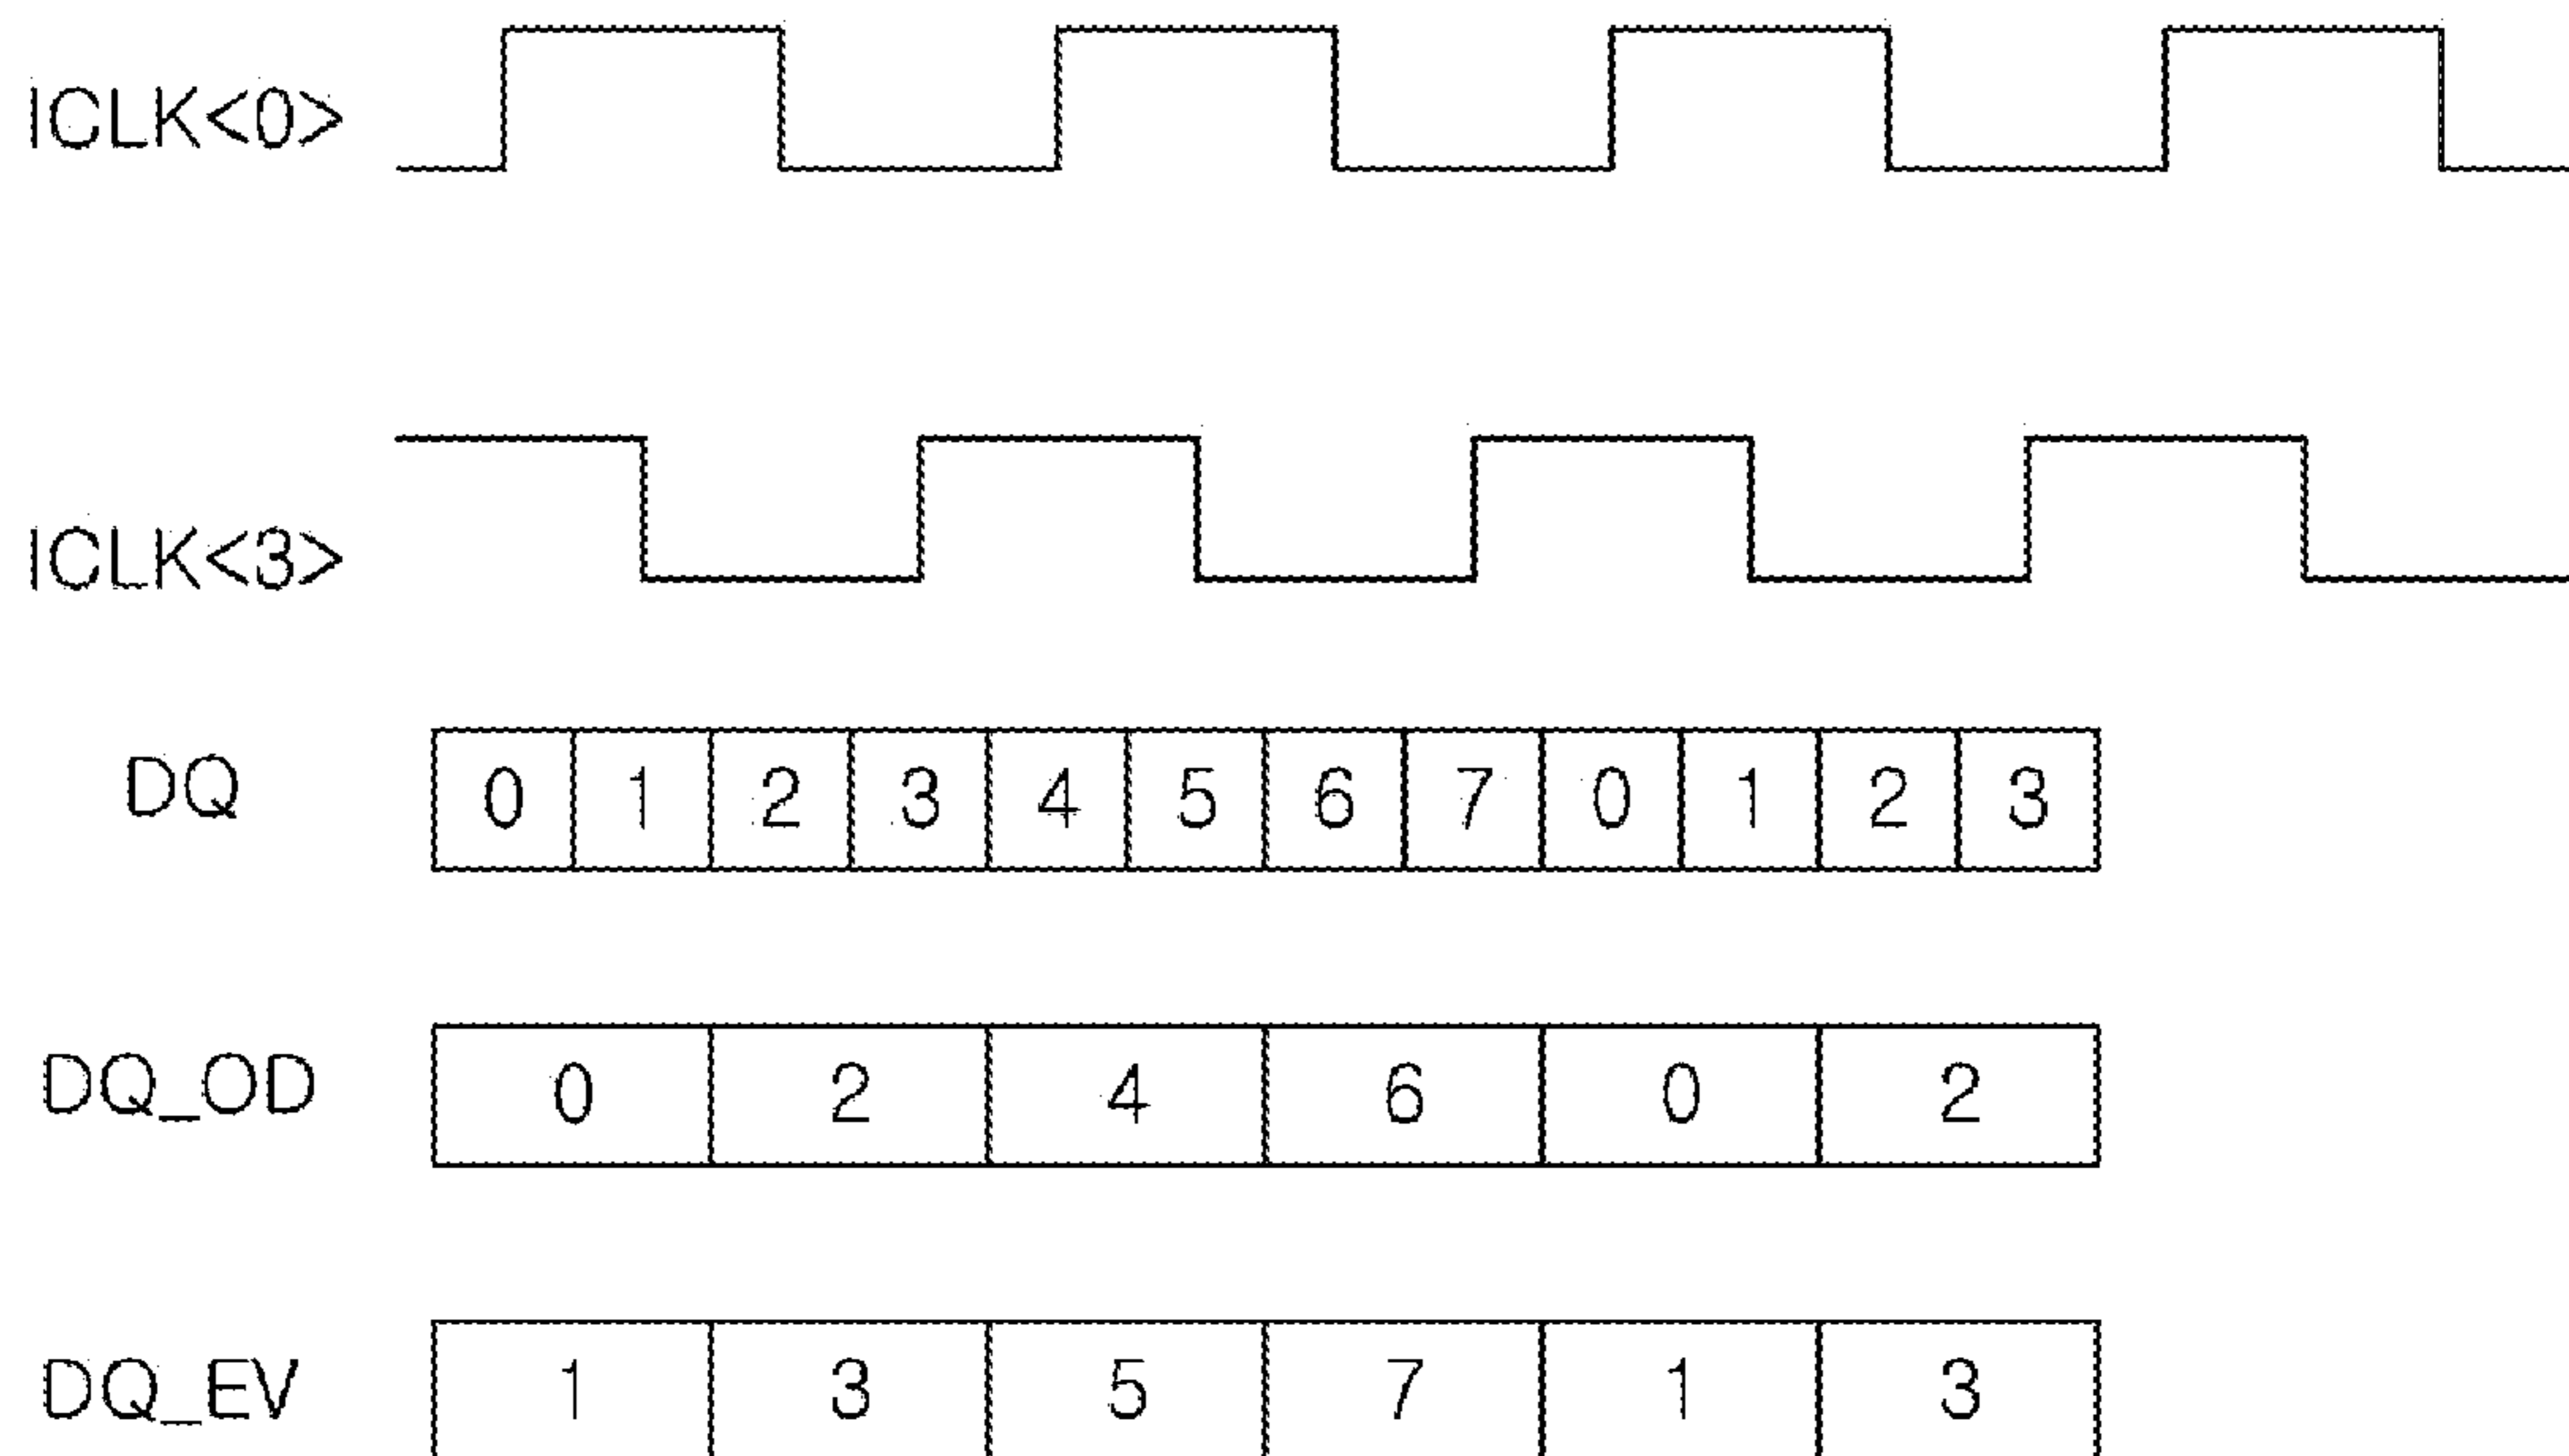 ICLK<0>
ICLK<3>
DQ 0 1 2 3 4 5 6 7 0 1 2 3
DQ_OD 0 2 4 6 0 2
DQ_EV 1 3 5 7 1 3